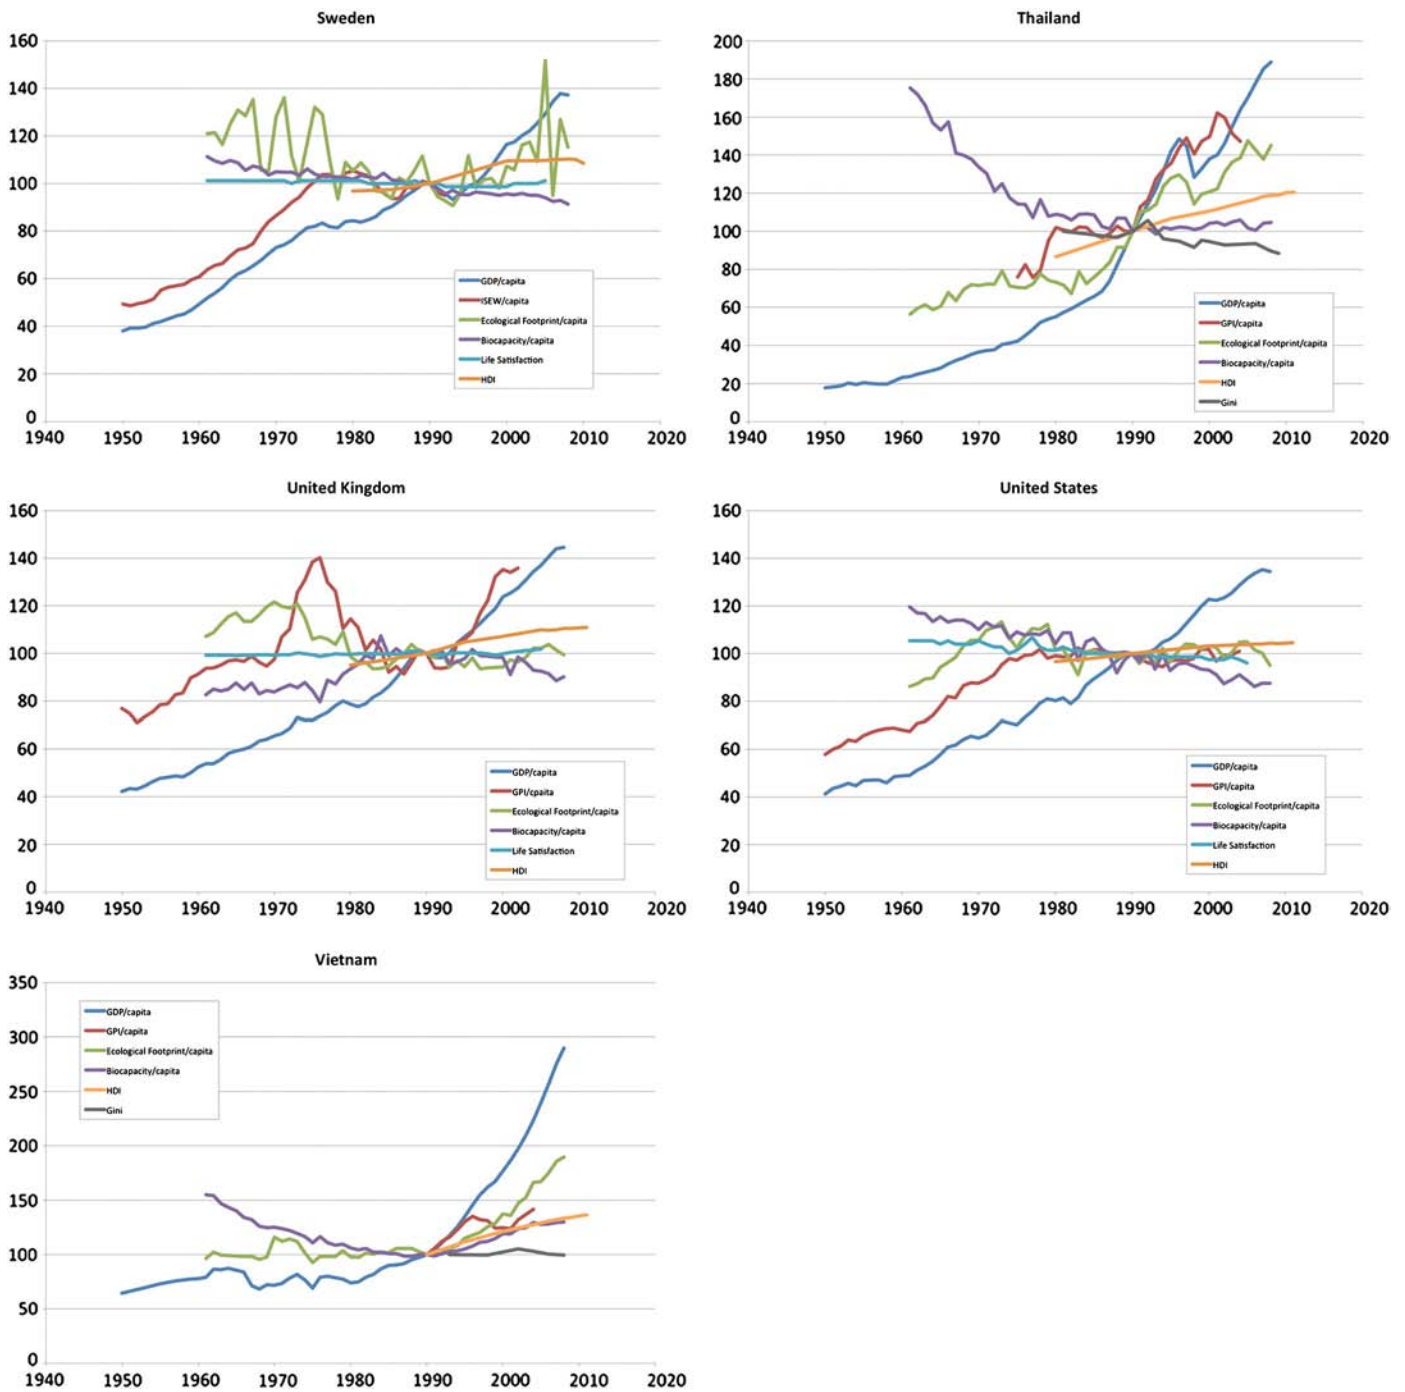 Sweden
160
140
120
100
80
60
40
20
0
1940 1950 1960 1970 1980 1990 2000 2010 2020
GDP/capita
ISEW/capita
Ecological Footprint/capita
Biocapacity/capita
Life Satisfaction
HDI
Thailand
200
180
160
140
120
100
80
60
40
20
0
1940 1950 1960 1970 1980 1990 2000 2010 2020
GDP/capita
GPI/capita
Ecological Footprint/capita
Biocapacity/capita
HDI
Gini
United Kingdom
160
140
120
100
80
60
40
20
0
1940 1950 1960 1970 1980 1990 2000 2010 2020
GDP/capita
GPI/cpaita
Ecological Footprint/capita
Biocapacity/capita
Life Satisfaction
HDI
United States
160
140
120
100
80
60
40
20
0
1940 1950 1960 1970 1980 1990 2000 2010 2020
GDP/capita
GPI/capita
Ecological Footprint/capita
Biocapacity/capita
Life Satisfaction
HDI
Vietnam
350
300
250
200
150
100
50
0
1940 1950 1960 1970 1980 1990 2000 2010 2020
GDP/capita
GPI/capita
Ecological Footprint/capita
Biocapacity/capita
HDI
Gini